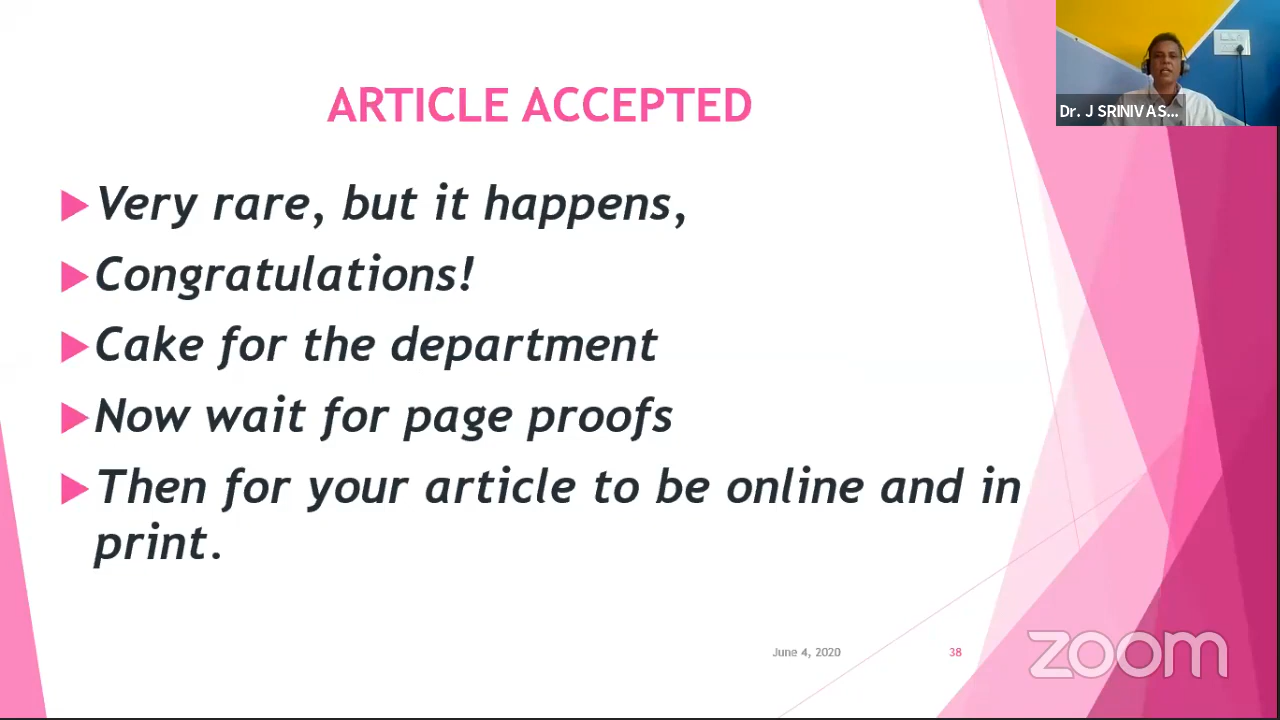 Dr. J SRINIVAS...
ARTICLE ACCEPTED
Very rare, but it happens,
Congratulations!
Cake for the department
Now wait for page proofs
Then for your article to be online and in
print.
June 4, 2020
38
zoom